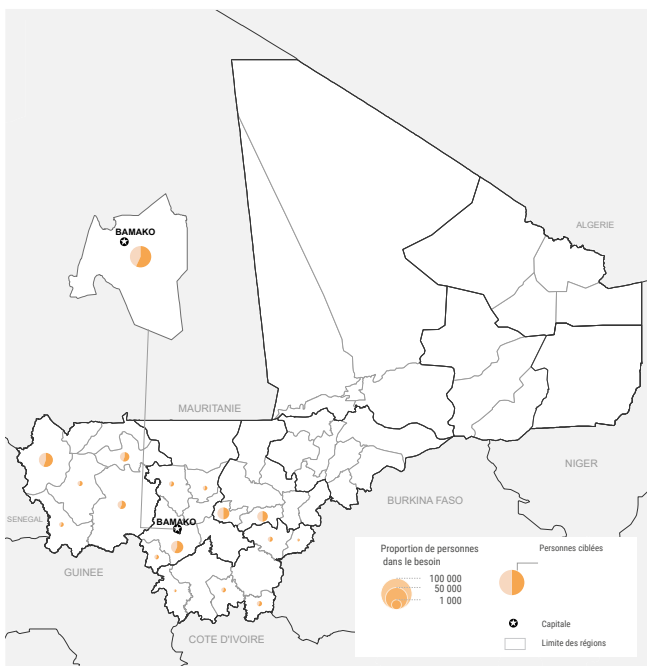 BAMAKO
ALGERIE
MAURITANIE
NIGER
BURKINA FASO
SENEGAL
BAMAKO
GUINEE
COTE D'IVOIRE
Proportion de personnes
dans le besoin
100 000
50 000
1 000
Personnes ciblées
Capitale
Limite des régions